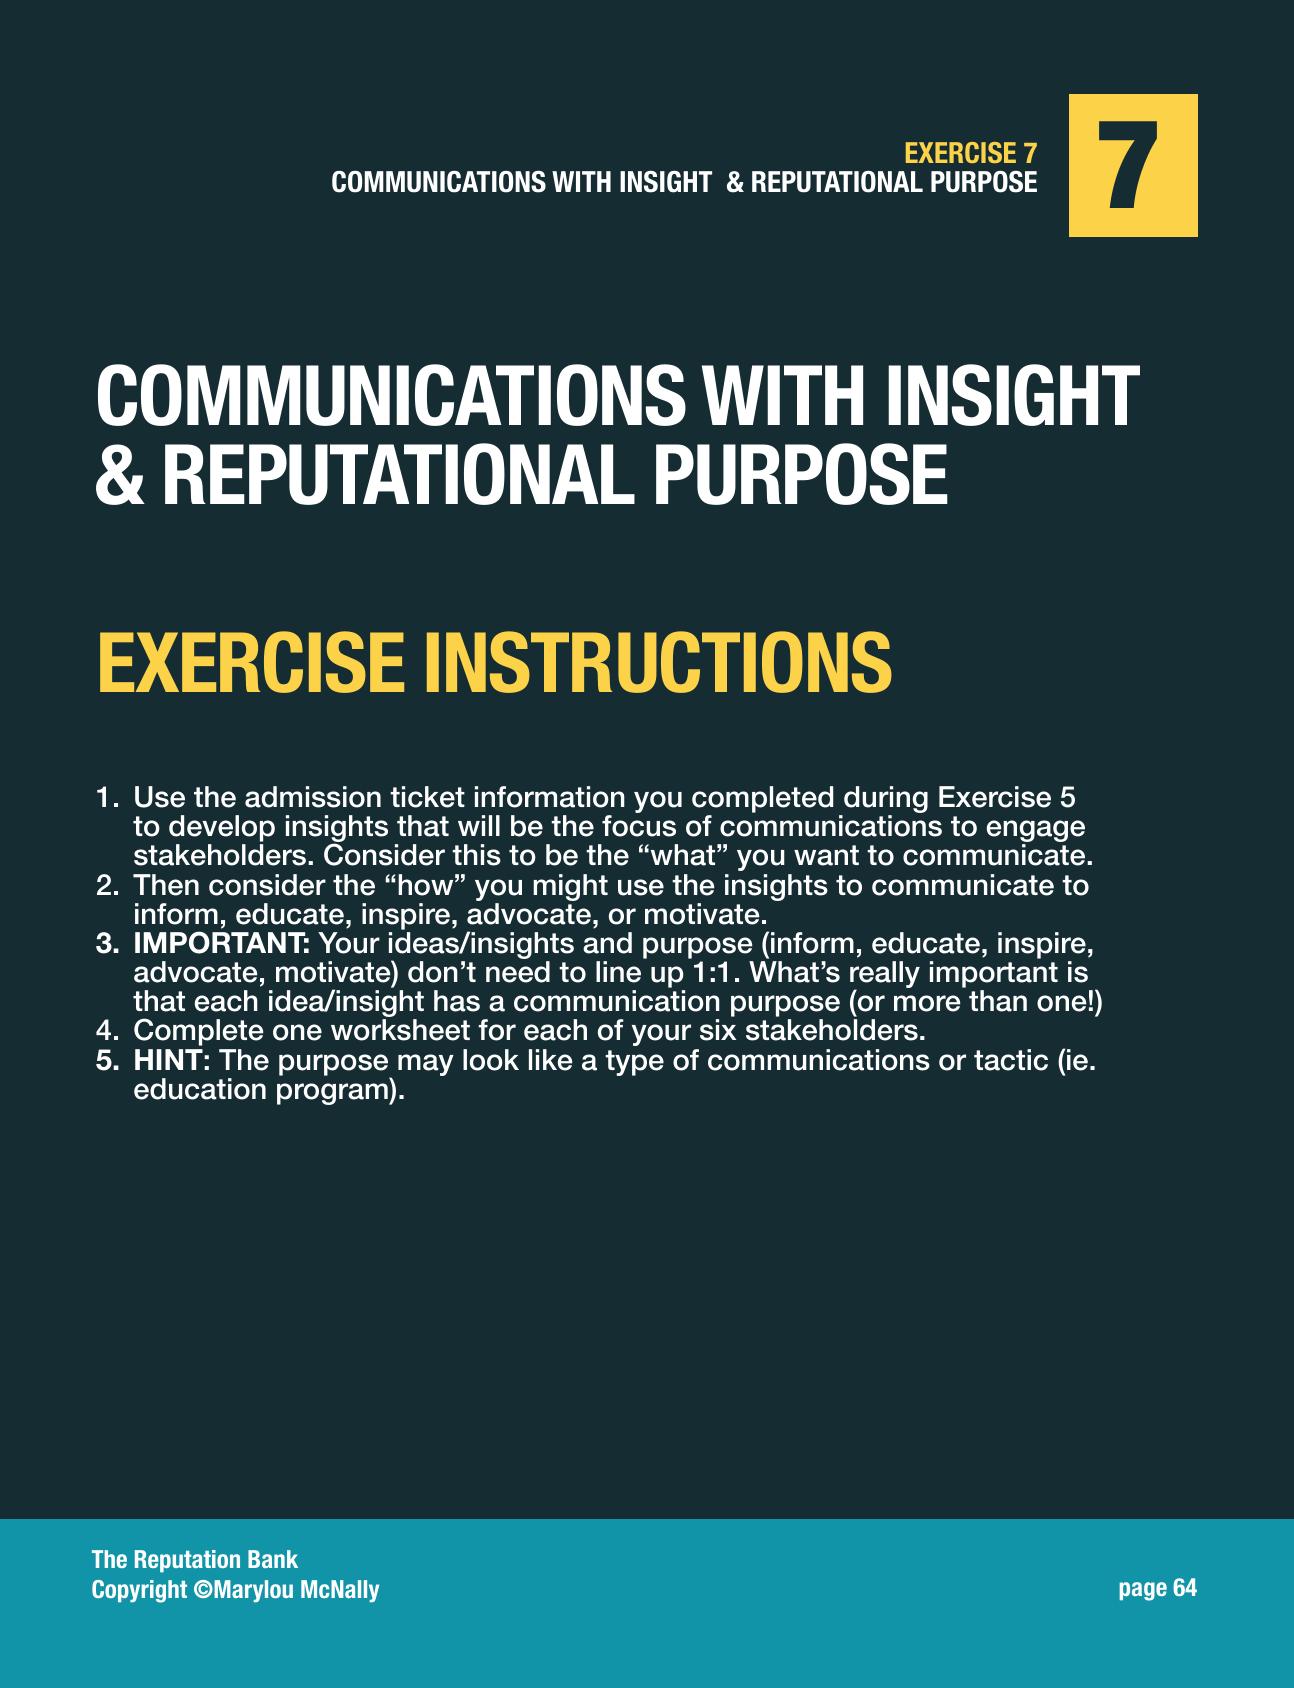 EXERCISE 7
COMMUNICATIONS WITH INSIGHT & REPUTATIONAL PURPOSE
7
COMMUNICATIONS WITH INSIGHT
& REPUTATIONAL PURPOSE
EXERCISE INSTRUCTIONS
1. Use the admission ticket information you completed during Exercise 5
to develop insights that will be the focus of communications to engage
stakeholders. Consider this to be the “what” you want to communicate.
2. Then consider the “how” you might use the insights to communicate to
inform, educate, inspire, advocate, or motivate.
3. IMPORTANT: Your ideas/insights and purpose (inform, educate, inspire,
advocate, motivate) don’t need to line up 1:1. What’s really important is
that each idea/insight has a communication purpose (or more than one!)
4. Complete one worksheet for each of your six stakeholders.
5. HINT: The purpose may look like a type of communications or tactic (ie.
education program).
The Reputation Bank
Copyright ©Marylou McNally
page 64